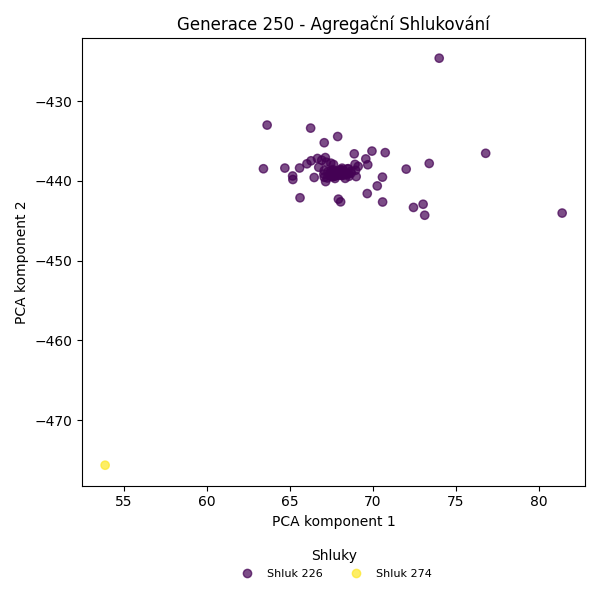 Generace 250 - Agregační Shlukování
PCA komponent 2
−430
−440
−450
−460
−470
55
60
65
70
75
80
PCA komponent 1
Shluky
Shluk 226
Shluk 274